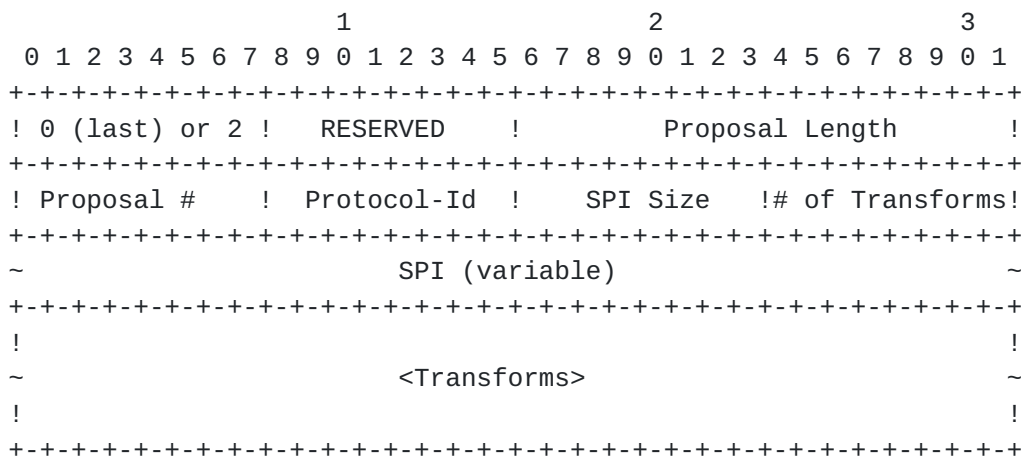 1                   2                   3
 0 1 2 3 4 5 6 7 8 9 0 1 2 3 4 5 6 7 8 9 0 1 2 3 4 5 6 7 8 9 0 1
+-+-+-+-+-+-+-+-+-+-+-+-+-+-+-+-+-+-+-+-+-+-+-+-+-+-+-+-+-+-+-+-+
! 0 (last) or 2 !   RESERVED    !         Proposal Length       !
+-+-+-+-+-+-+-+-+-+-+-+-+-+-+-+-+-+-+-+-+-+-+-+-+-+-+-+-+-+-+-+-+
! Proposal #    !  Protocol-Id  !    SPI Size   !# of Transforms!
+-+-+-+-+-+-+-+-+-+-+-+-+-+-+-+-+-+-+-+-+-+-+-+-+-+-+-+-+-+-+-+-+
~                        SPI (variable)                         ~
+-+-+-+-+-+-+-+-+-+-+-+-+-+-+-+-+-+-+-+-+-+-+-+-+-+-+-+-+-+-+-+-+
!                                                               !
~                        <Transforms>                           ~
!                                                               !
+-+-+-+-+-+-+-+-+-+-+-+-+-+-+-+-+-+-+-+-+-+-+-+-+-+-+-+-+-+-+-+-+